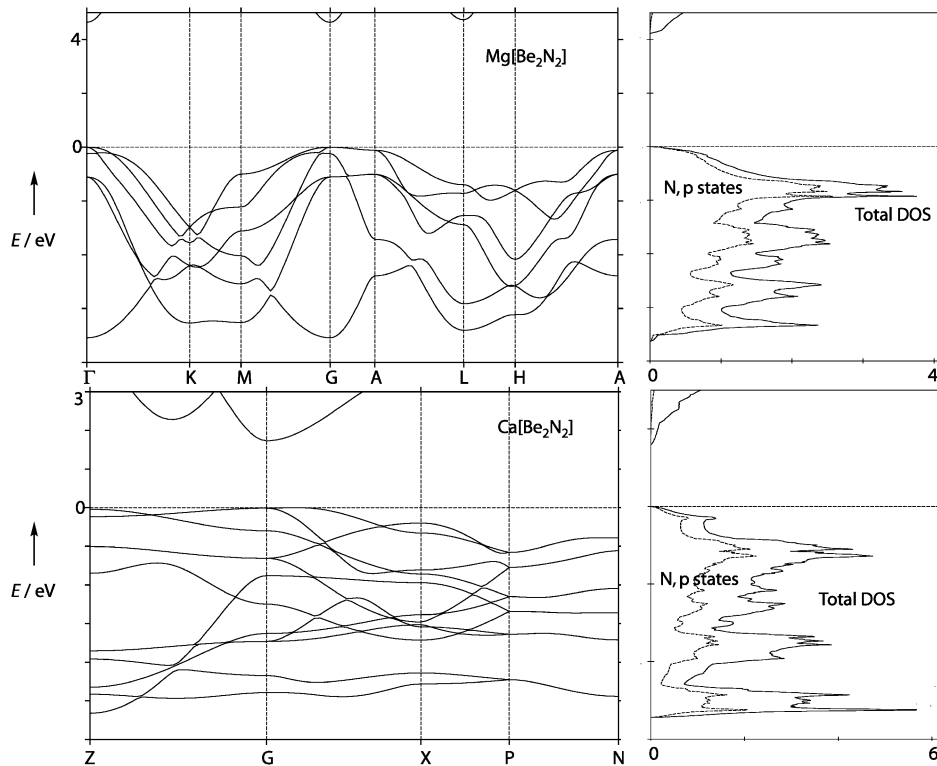 4
Mg[Be2N2]
0
N, p states
Total DOS
E / eV
Γ K M G A L H A
0 4
3
Ca[Be2N2]
0
E / eV
N, p states
Total DOS
Z G X P N
0 6